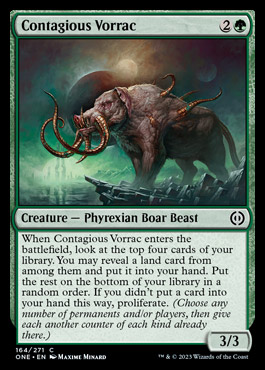 Contagious Vorrac 2
Creature — Phyrexian Boar Beast
When Contagious Vorrac enters the
battlefield, look at the top four cards of your
library. You may reveal a land card from
among them and put it into your hand. Put
the rest on the bottom of your library in a
random order. If you didn't put a card into
your hand this way, proliferate. (Choose any
number of permanents and/or players, then give
each another counter of each kind already
there.)
3/3
164/271 C
ONE • EN MAXIME MINARD
™ & © 2023 Wizards of the Coast